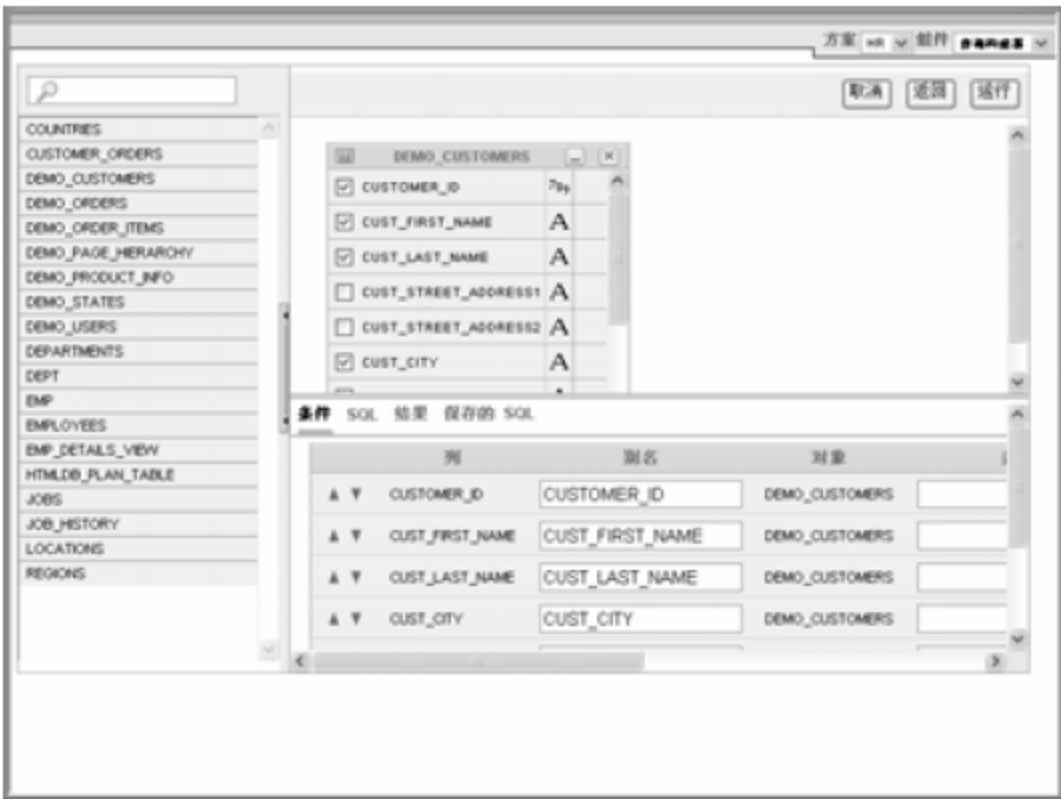 方案 HR 组件
取消 返回 运行
COUNTRIES
CUSTOMER_ORDERS
DEMO_CUSTOMERS
DEMO_ORDERS
DEMO_ORDER_ITEMS
DEMO_PAGE_HIERARCHY
DEMO_PRODUCT_INFO
DEMO_STATES
DEMO_USERS
DEPARTMENTS
DEPT
EMP
EMPLOYEES
EMP_DETAILS_VIEW
HTMLDB_PLAN_TABLE
JOBS
JOB_HISTORY
LOCATIONS
REGIONS
DEMO_CUSTOMERS
CUSTOMER_ID 789
CUST_FIRST_NAME A
CUST_LAST_NAME A
CUST_STREET_ADDRESS1 A
CUST_STREET_ADDRESS2 A
CUST_CITY A
条件 SQL 结果 保存的 SQL
列 别名 对象
CUSTOMER_ID CUSTOMER_ID DEMO_CUSTOMERS
CUST_FIRST_NAME CUST_FIRST_NAME DEMO_CUSTOMERS
CUST_LAST_NAME CUST_LAST_NAME DEMO_CUSTOMERS
CUST_CITY CUST_CITY DEMO_CUSTOMERS